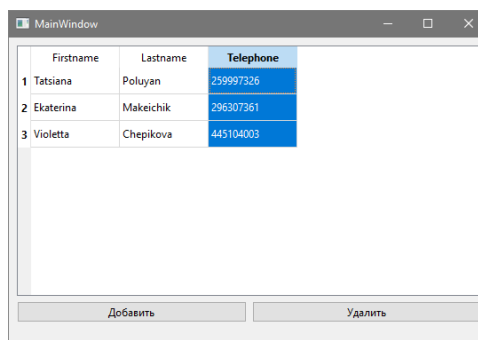 MainWindow
Firstname Lastname Telephone
1 Tatsiana Poluyan 259997326
2 Ekaterina Makeichik 296307361
3 Violetta Chepikova 445104003
Добавить Удалить